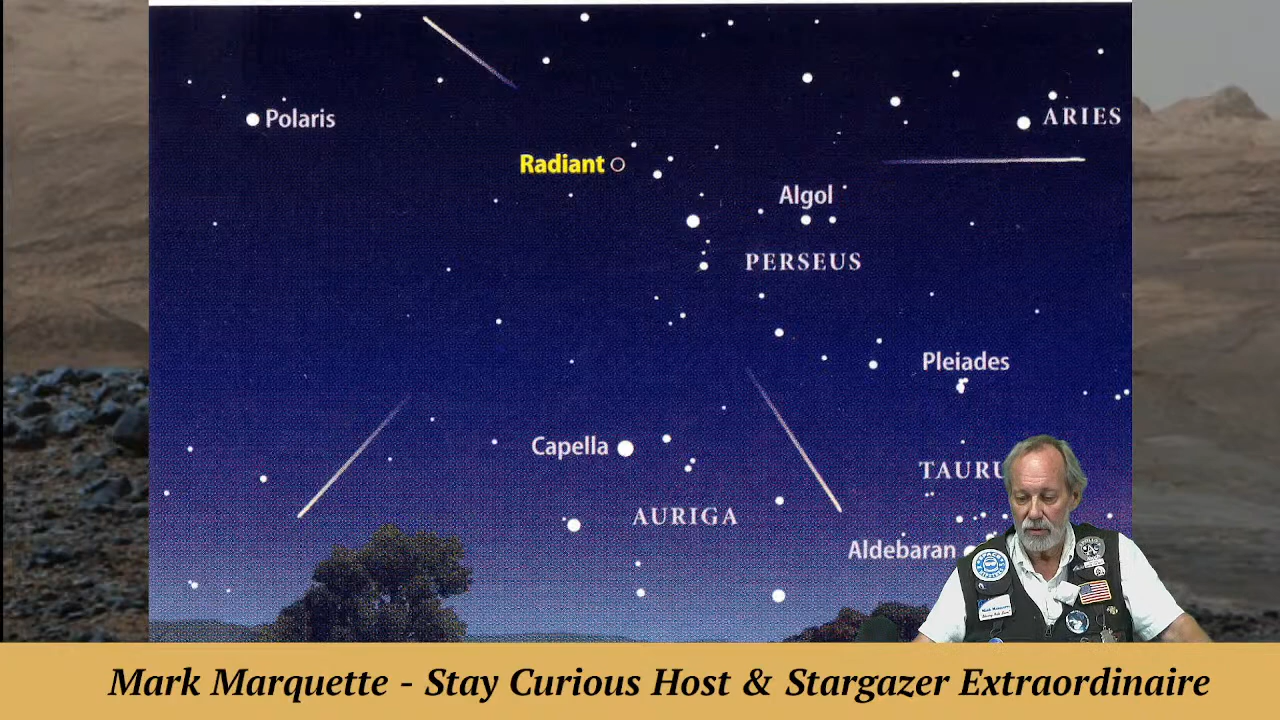 Polaris
ARIES
Radiant
Algol
PERSEUS
Pleiades
Capella
TAURU
AURIGA
Aldebaran
Mark Marquette - Stay Curious Host & Stargazer Extraordinaire